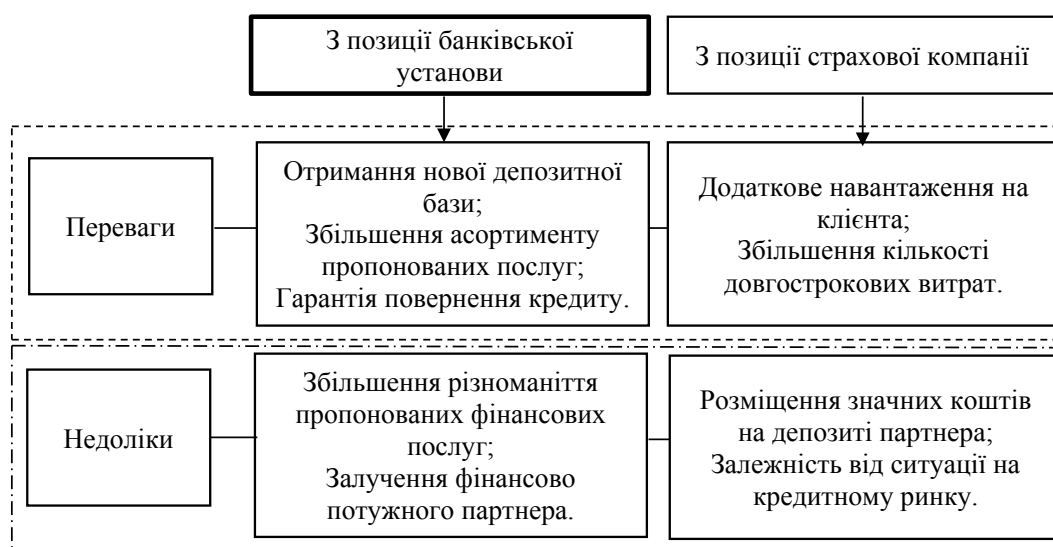 З позиції банківської
установи
З позиції страхової компанії
Переваги
Отримання нової депозитної
бази;
Збільшення асортименту
пропонованих послуг;
Гарантія повернення кредиту.
Додаткове навантаження на
клієнта;
Збільшення кількості
довгострокових витрат.
Недоліки
Збільшення різноманіття
пропонованих фінансових
послуг;
Залучення фінансово
потужного партнера.
Розміщення значних коштів
на депозиті партнера;
Залежність від ситуації на
кредитному ринку.